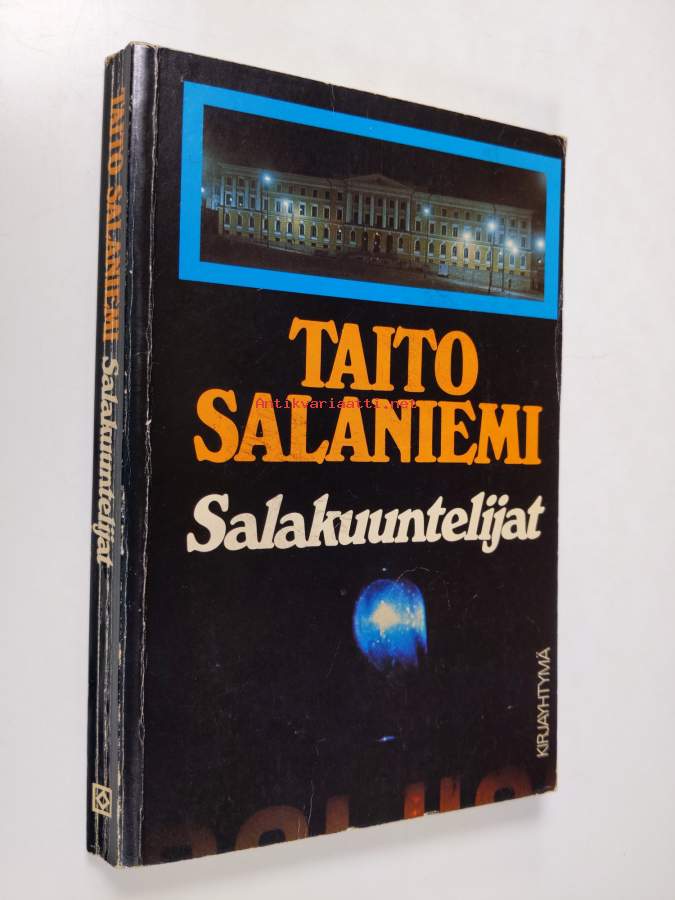 TAITO SALANIEMI Salakuuntelijat
TAITO
Antikvariaatti.net
SALANIEMI
Salakuuntelijat
KIRJAYHTYMÄ